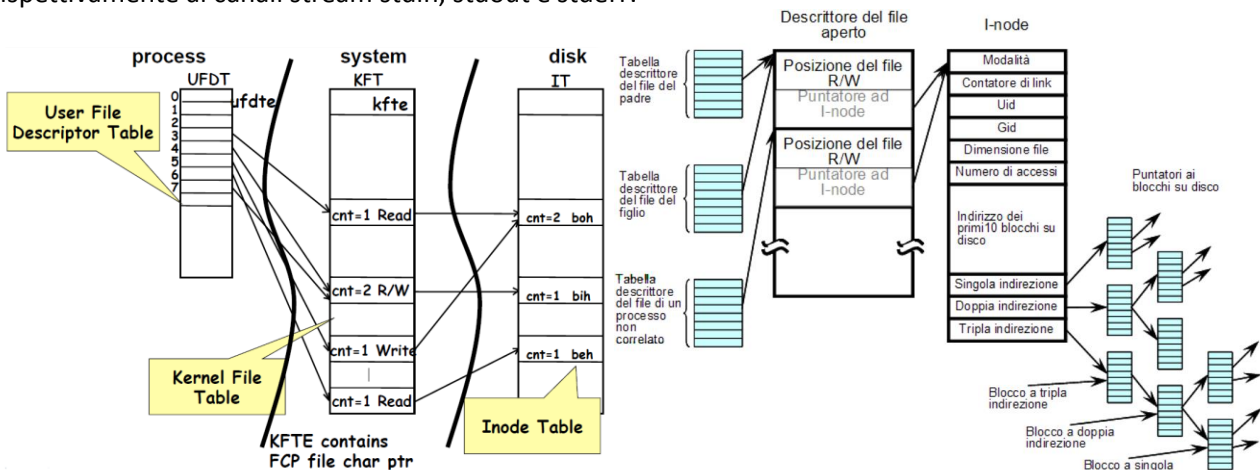 ispettivamente ai canali stream stdin, stdout e stderr.
process
system
disk
UFDT
KFT
IT
0
1
2
3
4
5
6
7
ufdte
kfte
User File
Descriptor Table
cnt=1 Read
cnt=2 R/W
cnt=1 Write
cnt=1 Read
cnt=2 boh
cnt=1 bih
cnt=1 beh
Kernel File
Table
Inode Table
KFTE contains
FCP file char ptr
Descrittore del file
aperto
I-node
Tabella
descrittore
del file del
padre
Tabella
descrittore
del file del
figlio
Tabella
descrittore
del file di un
processo
non
correlato
Posizione del file
R/W
Puntatore ad
I-node
Posizione del file
R/W
Puntatore ad
I-node
Modalità
Contatore di link
Uid
Gid
Dimensione file
Numero di accessi
Indirizzo dei
primi10 blocchi su
disco
Singola indirezione
Doppia indirezione
Tripla indirezione
Puntatori ai
blocchi su disco
Blocco a tripla
indirezione
Blocco a doppia
indirezione
Blocco a singola